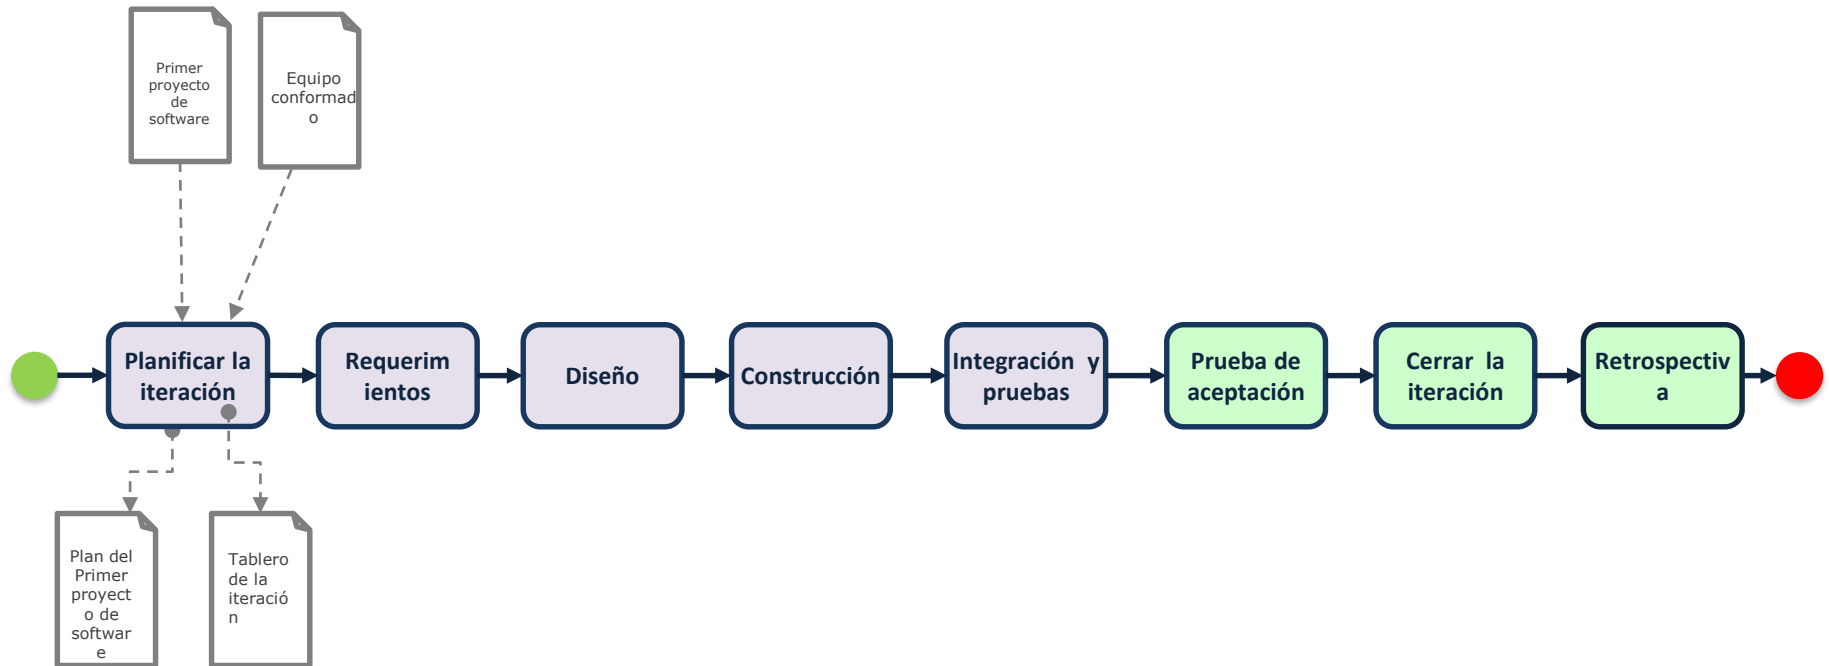 Primer
proyecto
de
software
Equipo
conformad
o
Planificar la
iteración
Requerim
ientos
Diseño
Construcción
Integración y
pruebas
Prueba de
aceptación
Cerrar la
iteración
Retrospectiv
a
Plan del
Primer
proyect
o de
softwar
e
Tablero
de la
iteració
n